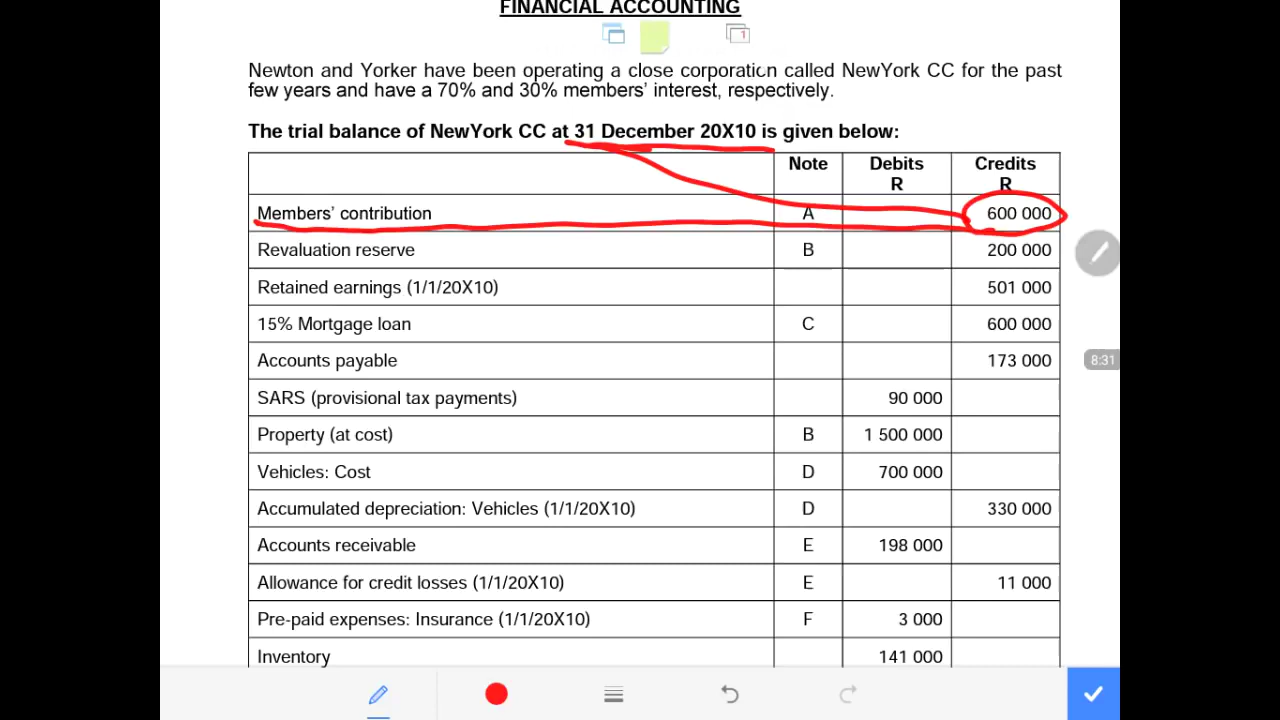 FINANCIAL ACCOUNTING
1
Newton and Yorker have been operating a close corporation called NewYork CC for the past
few years and have a 70% and 30% members' interest, respectively.
The trial balance of NewYork CC at 31 December 20X10 is given below:
Note Debits Credits
R R
Members' contribution A 600 000
Revaluation reserve B 200 000
Retained earnings (1/1/20X10) 501 000
15% Mortgage loan C 600 000
Accounts payable 173 000
8:31
SARS (provisional tax payments) 90 000
Property (at cost) B 1 500 000
Vehicles: Cost D 700 000
Accumulated depreciation: Vehicles (1/1/20X10) D 330 000
Accounts receivable E 198 000
Allowance for credit losses (1/1/20X10) E 11 000
Pre-paid expenses: Insurance (1/1/20X10) F 3 000
Inventory 141 000